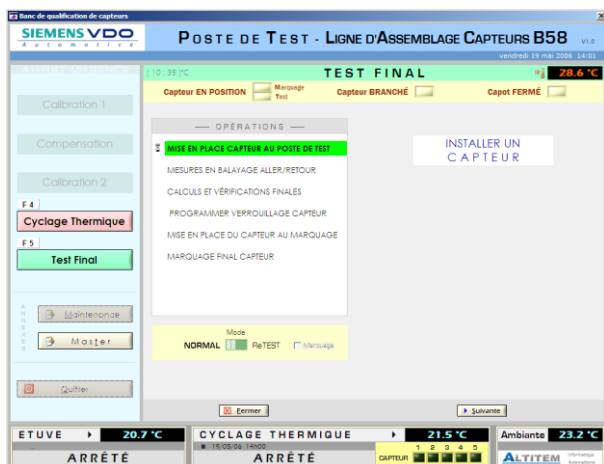 Banc de qualification de capteurs
SIEMENS VDO
Automotive
POSTE DE TEST - LIGNE D'ASSEMBLAGE CAPTEURS B58
V1.0
vendredi 19 mai 2006 14:01
[10:35]°C
TEST FINAL
28.6 °C
Capteur EN POSITION
Marquage
Test
Capteur BRANCHÉ
Capot FERMÉ
Calibration 1
Compensation
Calibration 2
F4
Cyclage Thermique
F5
Test Final
ANNEXES
Maintenance
Master
Quitter
OPÉRATIONS
MISE EN PLACE CAPTEUR AU POSTE DE TEST
MESURES EN BALAYAGE ALLER/RETOUR
CALCULS ET VÉRIFICATIONS FINALES
PROGRAMMER VERROUILLAGE CAPTEUR
MISE EN PLACE DU CAPTEUR AU MARQUAGE
MARQUAGE FINAL CAPTEUR
INSTALLER UN
CAPTEUR
Mode
NORMAL
ReTEST
Marquage
Fermer
Suivante
ETUVE
20.7 °C
ARRÊTÉ
CYCLAGE THERMIQUE
21.5 °C
19/05/06 14h00
ARRÊTÉ
CAPTEUR
1 2 3 4 5
Ambiante
23.2 °C
ALTITEM
Informatique
Automatisme